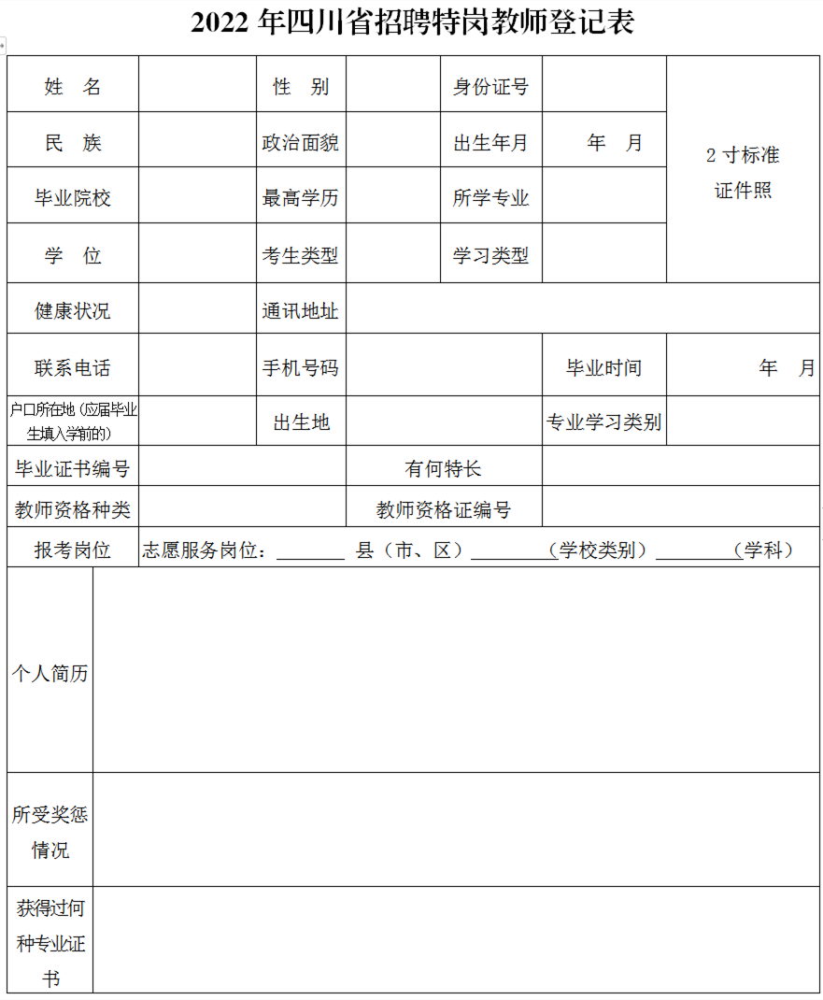 2022 年四川省招聘特岗教师登记表
姓 名 性 别 身份证号
民 族 政治面貌 出生年月 年 月
2 寸标准
证件照
毕业院校 最高学历 所学专业
学 位 考生类型 学习类型
健康状况 通讯地址
联系电话 手机号码 毕业时间 年 月
户口所在地（应届毕业
生填入学前的） 出生地 专业学习类别
毕业证书编号 有何特长
教师资格种类 教师资格证编号
报考岗位 志愿服务岗位：_______ 县（市、区）_________（学校类别）_________（学科）
个人简历
所受奖惩
情况
获得过何
种专业证
书